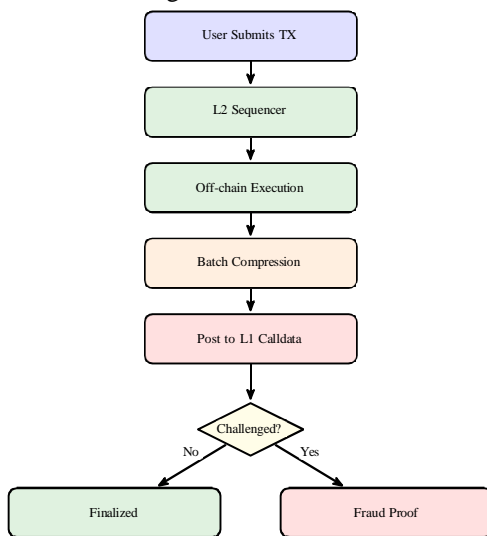 User Submits TX
L2 Sequencer
Off-chain Execution
Batch Compression
Post to L1 Calldata
Challenged?
No
Yes
Finalized
Fraud Proof